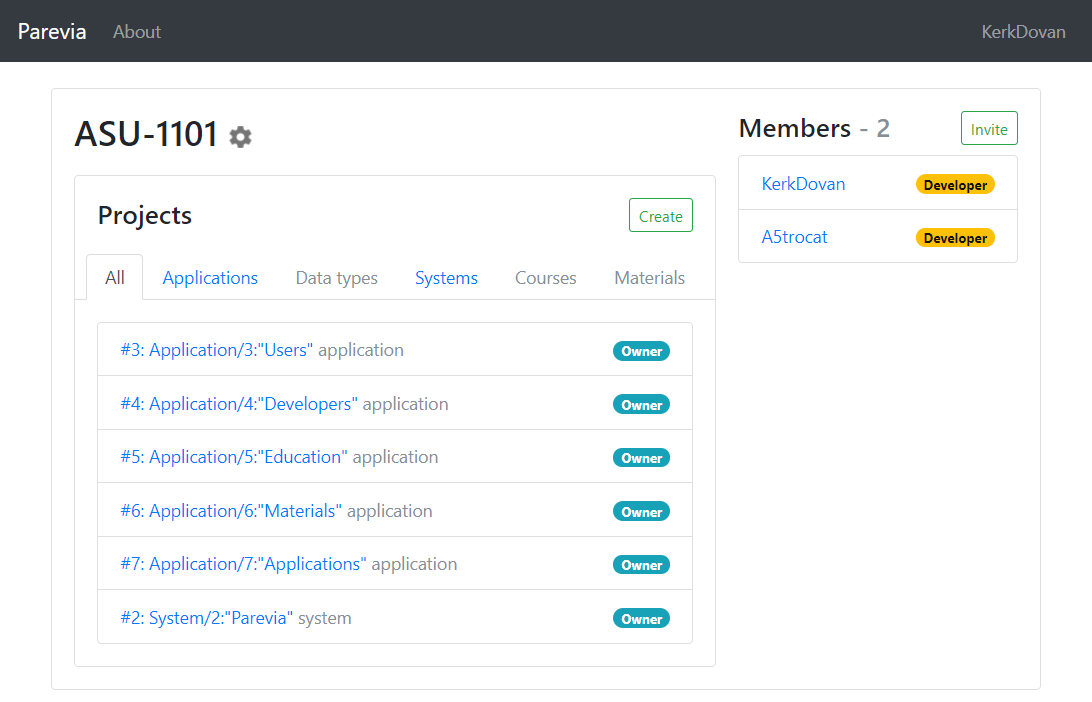 Parevia About KerkDovan
ASU-1101
Projects Create
All Applications Data types Systems Courses Materials
#3: Application/3:"Users" application Owner
#4: Application/4:"Developers" application Owner
#5: Application/5:"Education" application Owner
#6: Application/6:"Materials" application Owner
#7: Application/7:"Applications" application Owner
#2: System/2:"Parevia" system Owner
Members - 2 Invite
KerkDovan Developer
A5trocat Developer